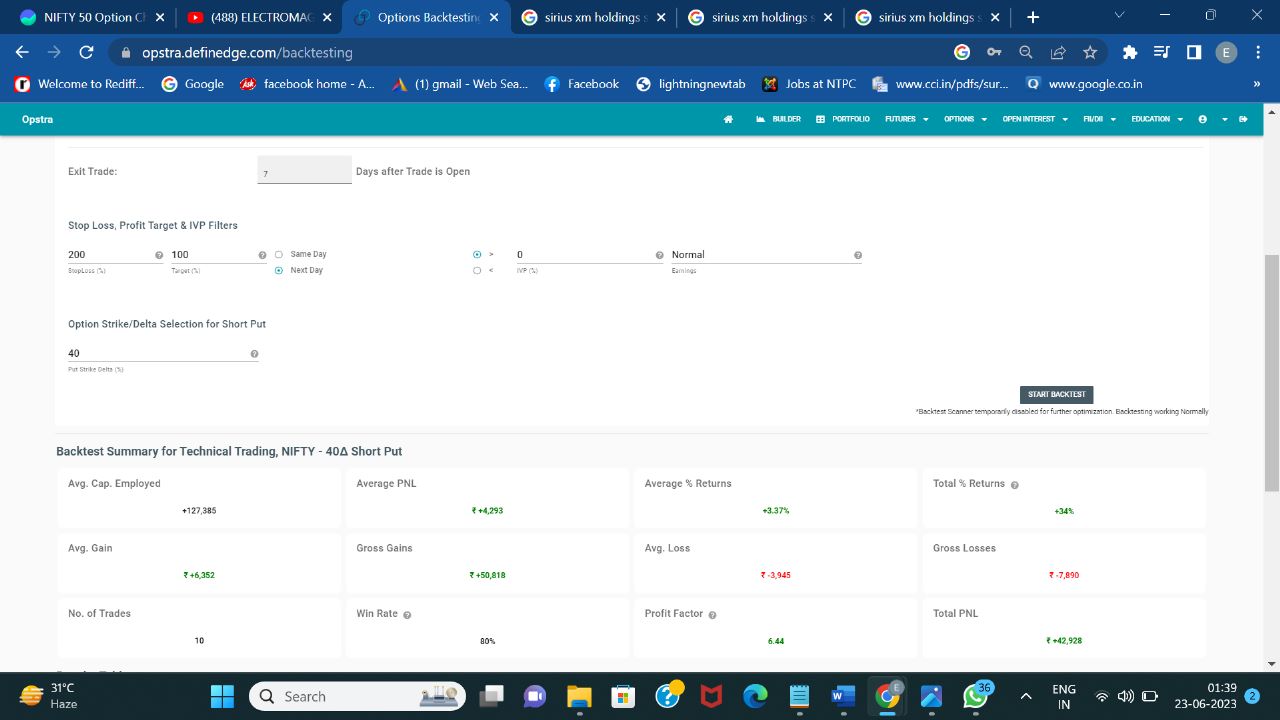 NIFTY 50 Option Ch
(488) ELECTROMAG
Options Backtesting
sirius xm holdings s
sirius xm holdings s
sirius xm holdings s
opstra.definedge.com/backtesting
E
Welcome to Rediff...
Google
facebook home - A...
(1) gmail - Web Sea...
Facebook
lightningnewtab
Jobs at NTPC
www.cci.in/pdfs/sur...
www.google.co.in
»
Opstra
BUILDER
PORTFOLIO
FUTURES
OPTIONS
OPEN INTEREST
FII/DII
EDUCATION
Exit Trade:
7
Days after Trade is Open
Stop Loss, Profit Target & IVP Filters
200
StopLoss (%)
100
Target (%)
Same Day
Next Day
>
<
0
IVP (%)
Normal
Earnings
Option Strike/Delta Selection for Short Put
40
Put Strike Delta (%)
START BACKTEST
*Backtest Scanner temporarily disabled for further optimization. Backtesting working Normally
Backtest Summary for Technical Trading, NIFTY - 40Δ Short Put
Avg. Cap. Employed
+127,385
Average PNL
₹ +4,293
Average % Returns
+3.37%
Total % Returns
+34%
Avg. Gain
₹ +6,352
Gross Gains
₹ +50,818
Avg. Loss
₹ -3,945
Gross Losses
₹ -7,890
No. of Trades
10
Win Rate
80%
Profit Factor
6.44
Total PNL
₹ +42,928
31°C
Haze
Search
36
ENG
IN
01:39
23-06-2023
2